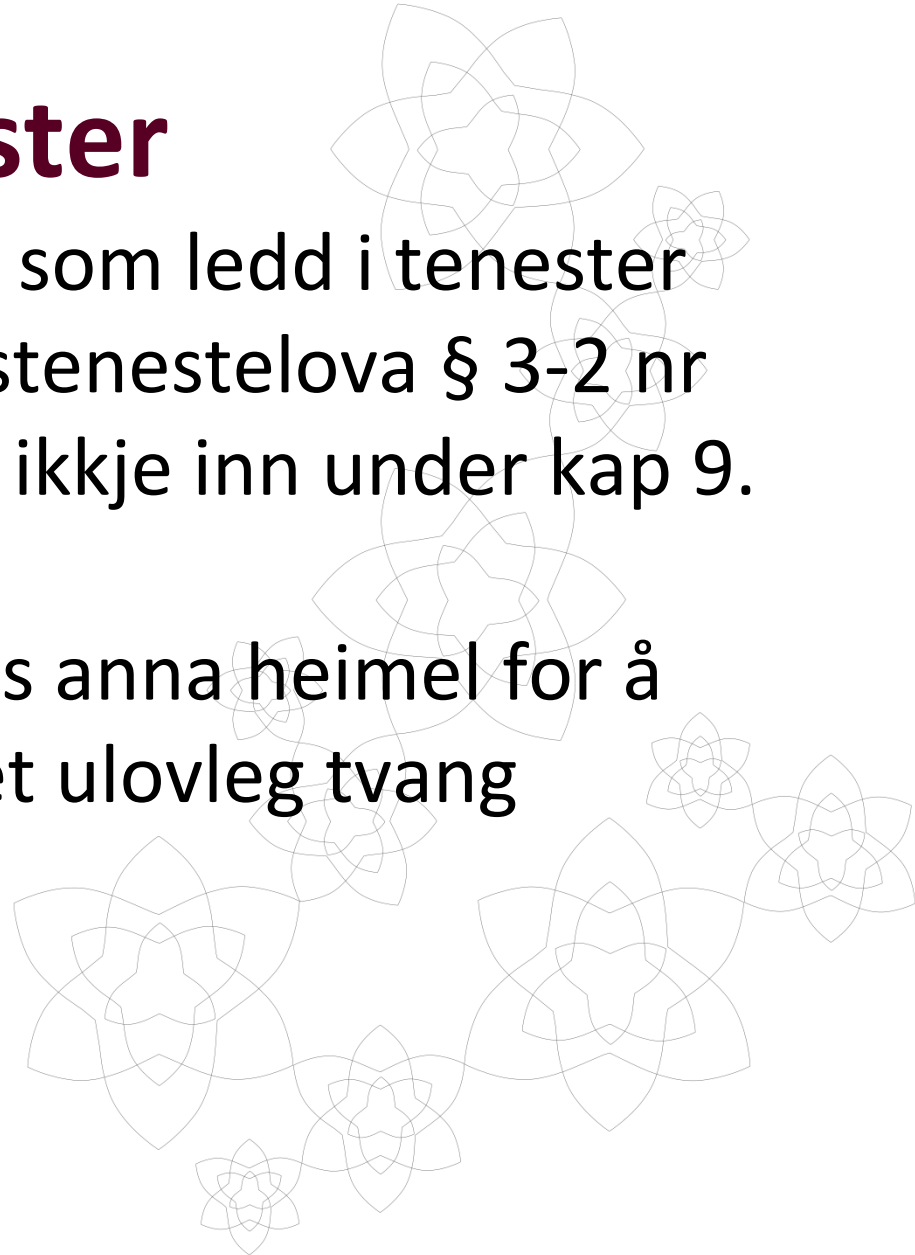 ster
som ledd i tenester
stenestelova § 3-2 nr
ikkje inn under kap 9.
s anna heimel for å
et ulovleg tvang